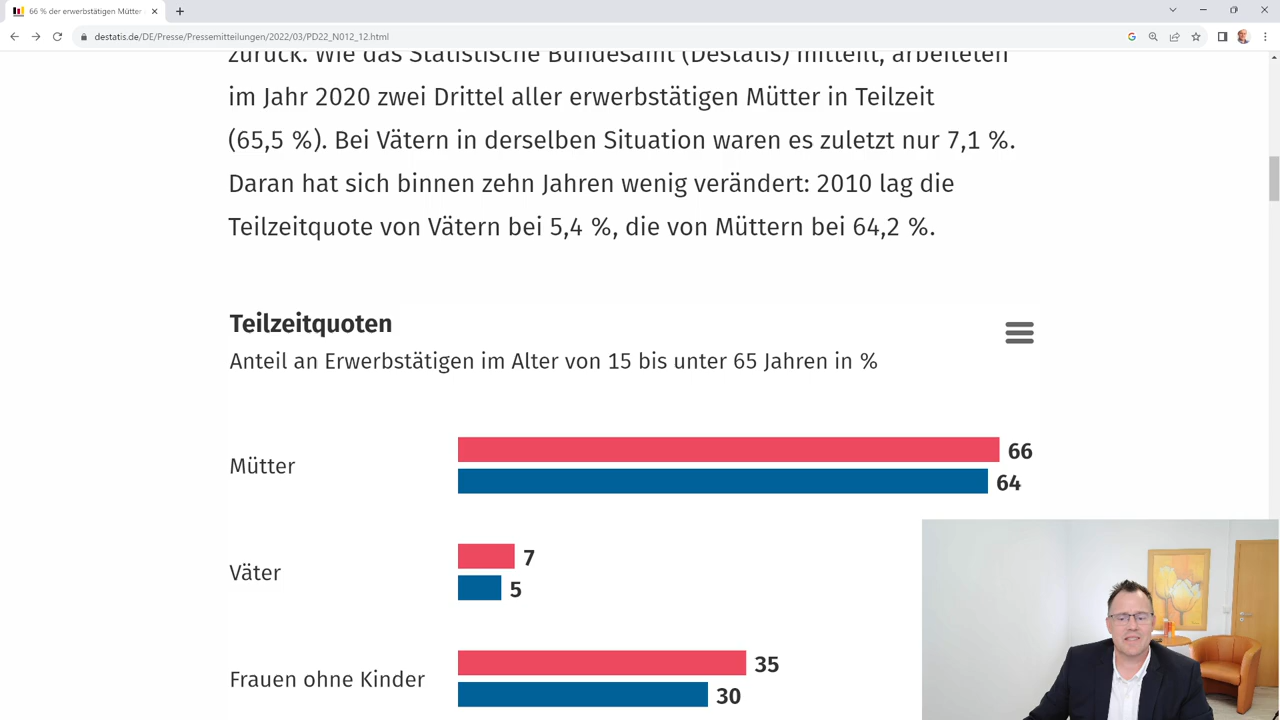 66 % der erwerbstätigen Mütter
destatis.de/DE/Presse/Pressemitteilungen/2022/03/PD22_N012_12.html
zurück. Wie das Statistische Bundesamt (Destatis) mitteilt, arbeiteten
im Jahr 2020 zwei Drittel aller erwerbstätigen Mütter in Teilzeit
(65,5 %). Bei Vätern in derselben Situation waren es zuletzt nur 7,1 %.
Daran hat sich binnen zehn Jahren wenig verändert: 2010 lag die
Teilzeitquote von Vätern bei 5,4 %, die von Müttern bei 64,2 %.
Teilzeitquoten
Anteil an Erwerbstätigen im Alter von 15 bis unter 65 Jahren in %
Mütter
66
64
Väter
7
5
Frauen ohne Kinder
35
30